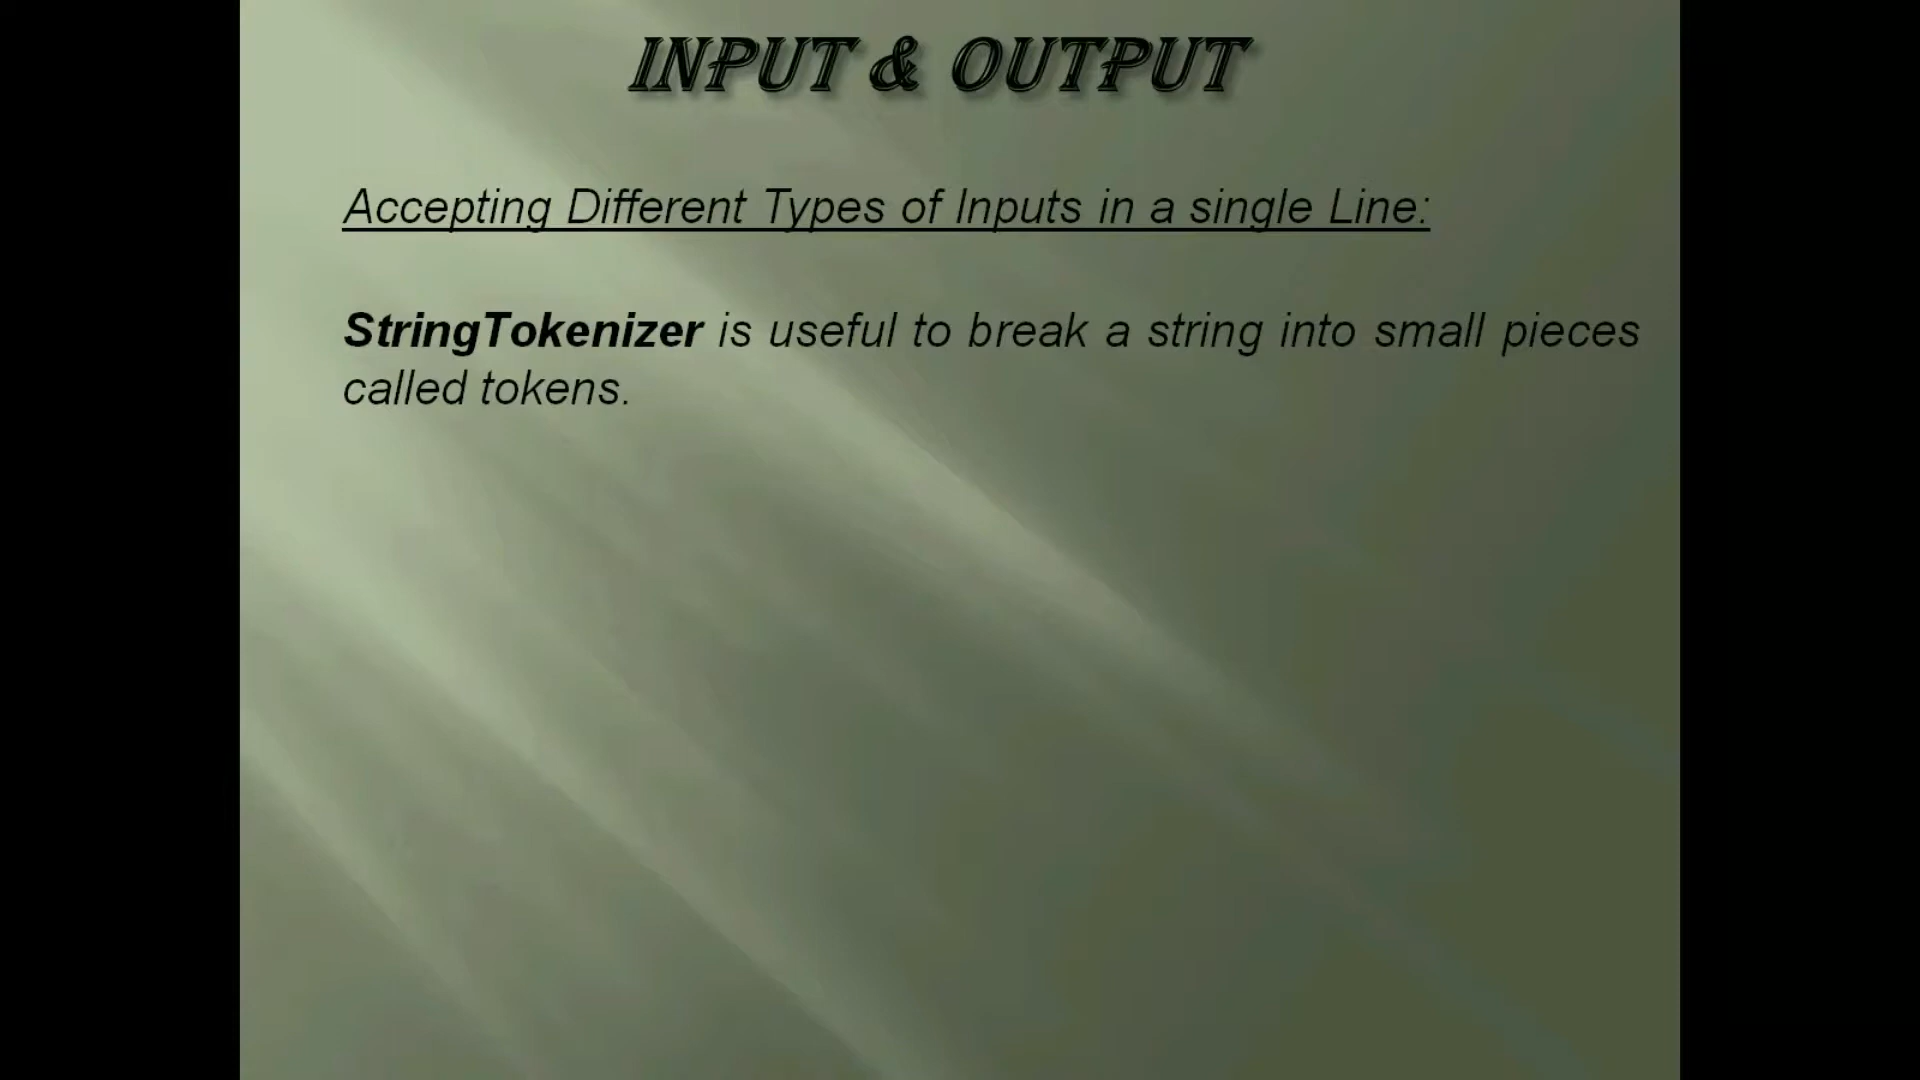 INPUT & OUTPUT
Accepting Different Types of Inputs in a single Line:
StringTokenizer is useful to break a string into small pieces
called tokens.